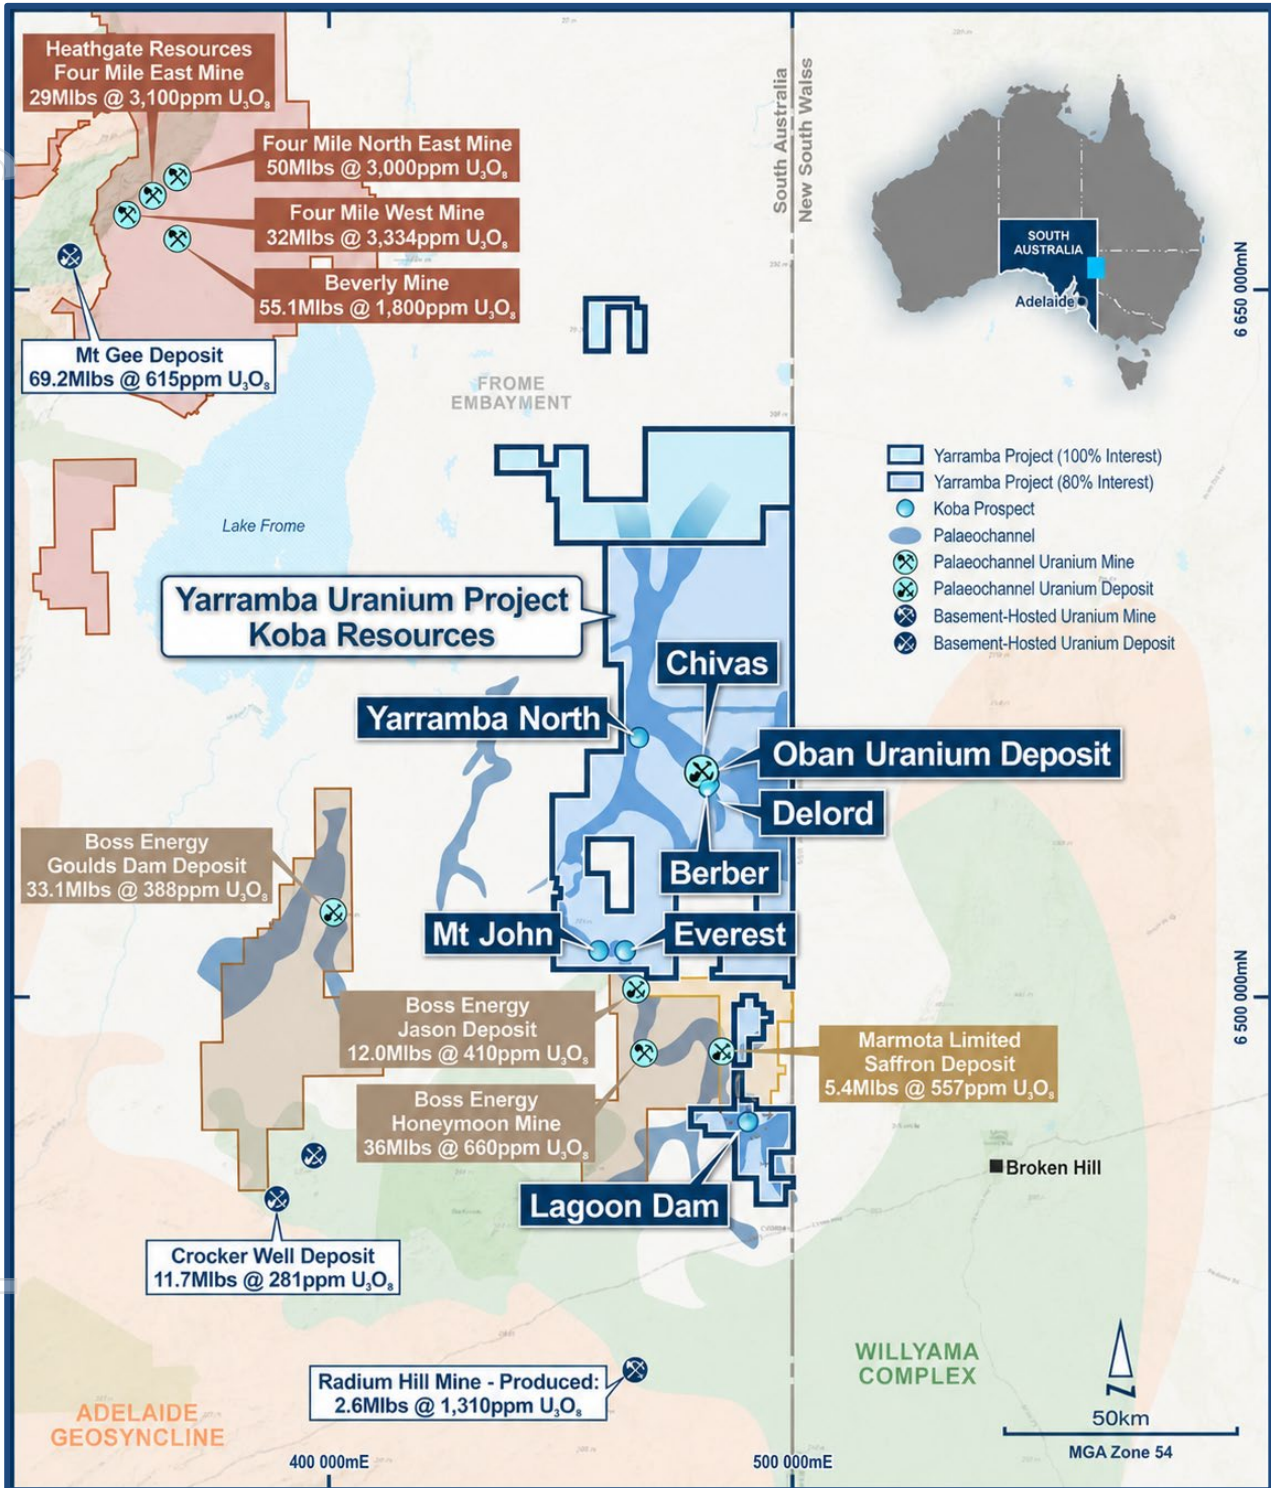 Heathgate Resources
Four Mile East Mine
29Mlbs @ 3,100ppm U₃O₈
Four Mile North East Mine
50Mlbs @ 3,000ppm U₃O₈
Four Mile West Mine
32Mlbs @ 3,334ppm U₃O₈
Beverly Mine
55.1Mlbs @ 1,800ppm U₃O₈
Mt Gee Deposit
69.2Mlbs @ 615ppm U₃O₈
South Australia
New South Walss
SOUTH
AUSTRALIA
Adelaide
6 650 000mN
FROME
EMBAYMENT
Lake Frome
Yarramba Project (100% Interest)
Yarramba Project (80% Interest)
Koba Prospect
Palaeochannel
Palaeochannel Uranium Mine
Palaeochannel Uranium Deposit
Basement-Hosted Uranium Mine
Basement-Hosted Uranium Deposit
Yarramba Uranium Project
Koba Resources
Chivas
Yarramba North
Oban Uranium Deposit
Delord
Berber
Mt John
Everest
Boss Energy
Goulds Dam Deposit
33.1Mlbs @ 388ppm U₃O₈
Boss Energy
Jason Deposit
12.0Mlbs @ 410ppm U₃O₈
Boss Energy
Honeymoon Mine
36Mlbs @ 660ppm U₃O₈
Marmota Limited
Saffron Deposit
5.4Mlbs @ 557ppm U₃O₈
6 500 000mN
Broken Hill
Lagoon Dam
Crocker Well Deposit
11.7Mlbs @ 281ppm U₃O₈
Radium Hill Mine - Produced:
2.6Mlbs @ 1,310ppm U₃O₈
WILLYAMA
COMPLEX
ADELAIDE
GEOSYNCLINE
N
50km
MGA Zone 54
400 000mE
500 000mE